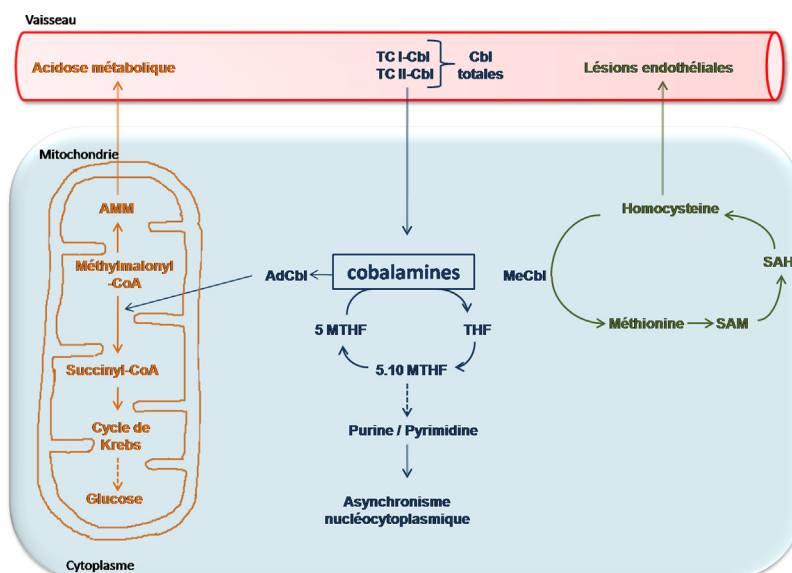 Vaisseau
Acidose métabolique
TC I-Cbl
TC II-Cbl
Cbl
totales
Lésions endothéliales
Mitochondrie
AMM
Méthylmalonyl
-CoA
Succinyl-CoA
Cycle de
Krebs
Glucose
AdCbl
cobalamines
5 MTHF
THF
5.10 MTHF
Purine / Pyrimidine
Asynchronisme
nucléocytoplasmique
MeCbl
Homocysteine
SAH
Méthionine
SAM
Cytoplasme